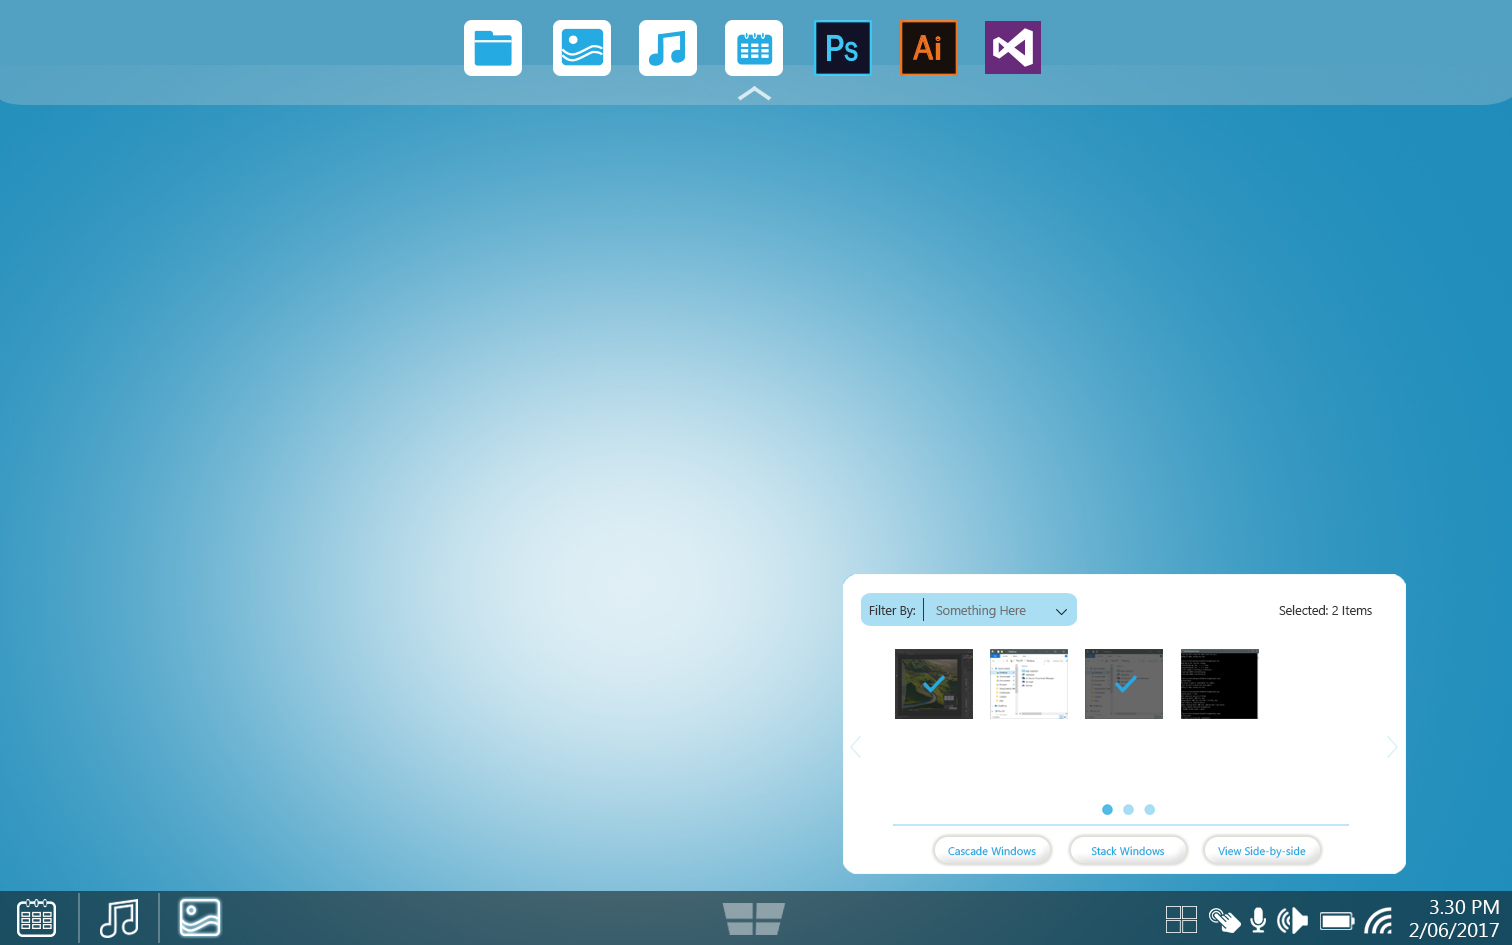 Ps
Ai
Filter By:
Something Here
Selected: 2 Items
Cascade Windows
Stack Windows
View Side-by-side
3.30 PM
2/06/2017